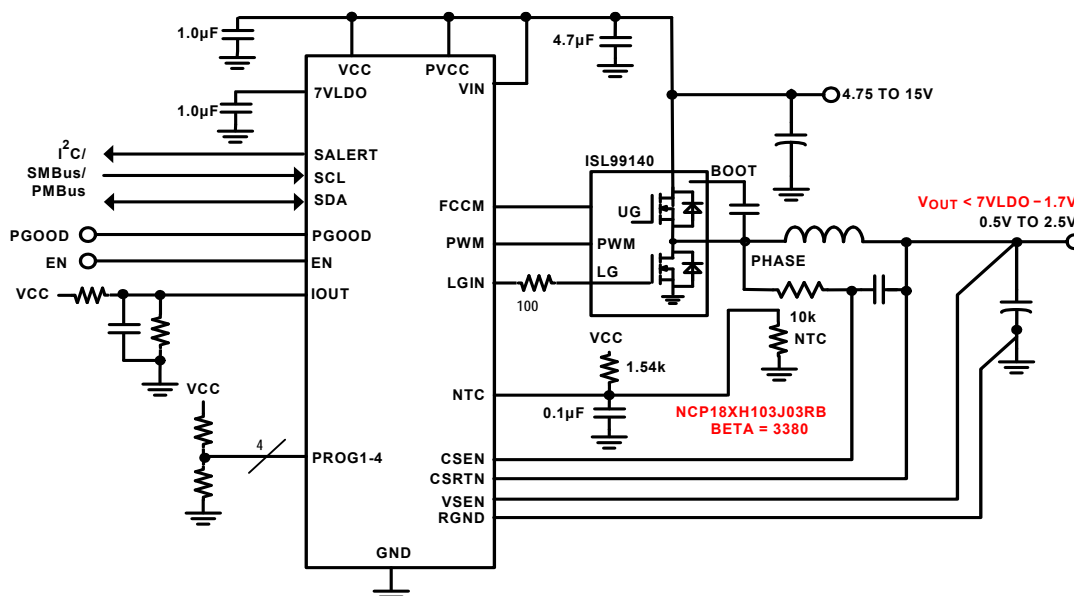 1.0µF
4.7µF
VCC
PVCC
VIN
7VLDO
1.0µF
4.75 TO 15V
I²C/
SMBus/
PMBus
SALERT
SCL
SDA
ISL99140
BOOT
FCCM
UG
VOUT < 7VLDO – 1.7V
0.5V TO 2.5V
PGOOD
PGOOD
PWM
PWM
EN
EN
PHASE
LGIN
LG
100
VCC
IOUT
10k
NTC
VCC
1.54k
VCC
NTC
0.1µF
NCP18XH103J03RB
BETA = 3380
4
PROG1-4
CSEN
CSRTN
VSEN
RGND
GND